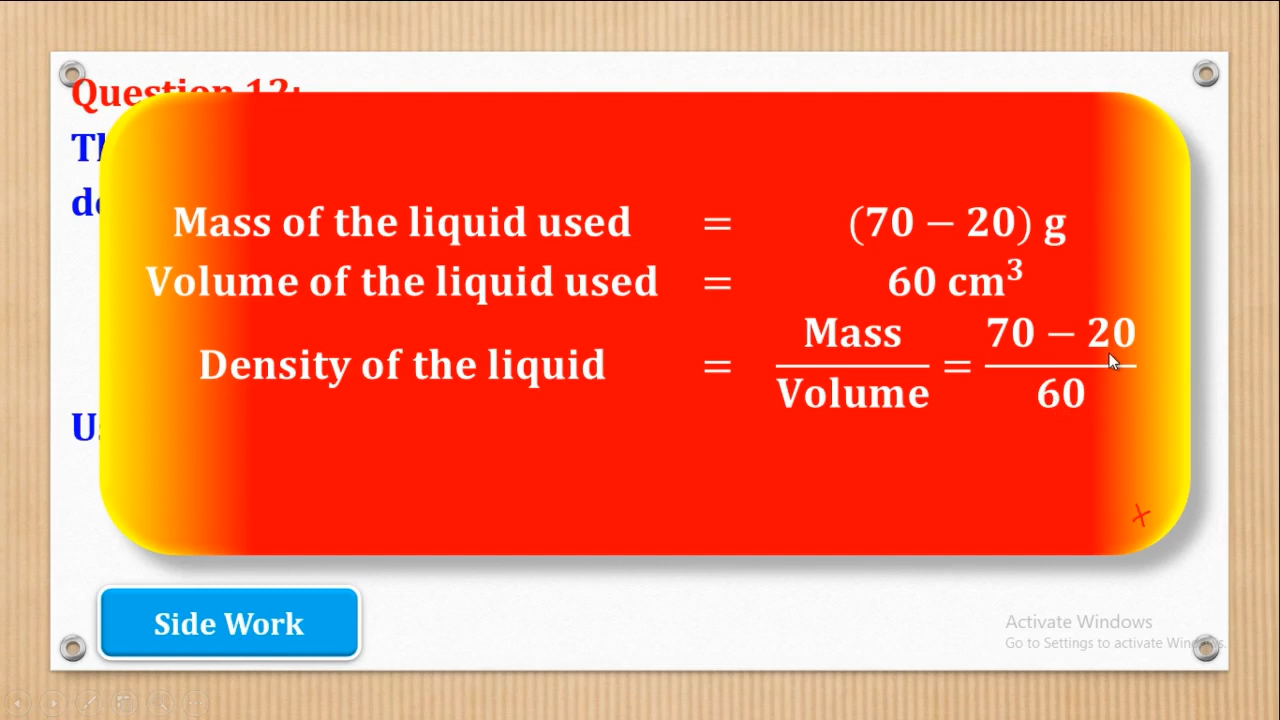 Question 12:
Mass of the liquid used = (70 − 20) g
Volume of the liquid used = 60 cm³
Density of the liquid = Mass/Volume = 70 − 20/60
Side Work
Activate Windows
Go to Settings to activate Windows.